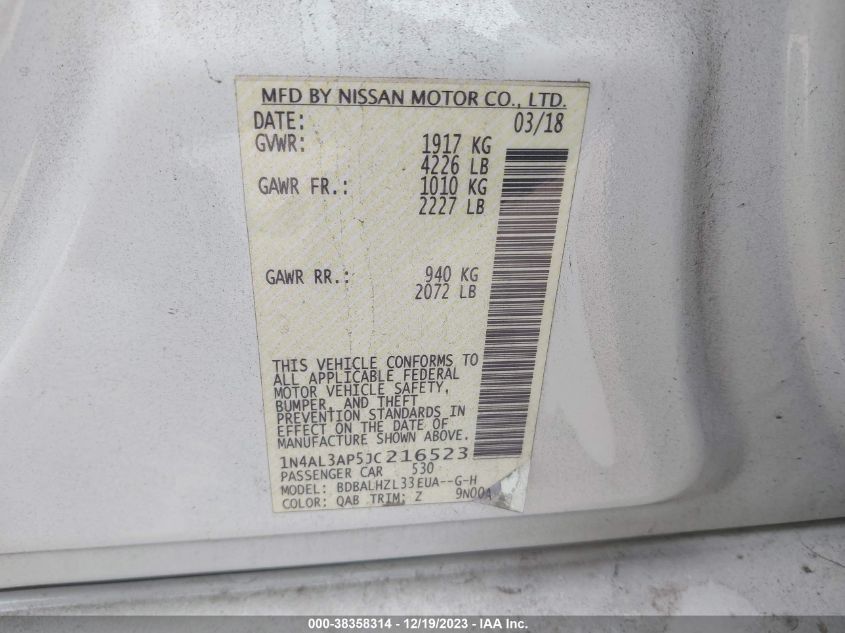 MFD BY NISSAN MOTOR CO., LTD.
DATE: 03/18
GVWR: 1917 KG
4226 LB
GAWR FR.: 1010 KG
2227 LB
GAWR RR.: 940 KG
2072 LB
THIS VEHICLE CONFORMS TO
ALL APPLICABLE FEDERAL
MOTOR VEHICLE SAFETY,
BUMPER, AND THEFT
PREVENTION STANDARDS IN
EFFECT ON THE DATE OF
MANUFACTURE SHOWN ABOVE.
1N4AL3AP5JC216523
PASSENGER CAR 530
MODEL: BDBALHZL33EUA--G-H
COLOR: QAB TRIM: Z 9N00A
000-38358314 - 12/19/2023 - IAA Inc.